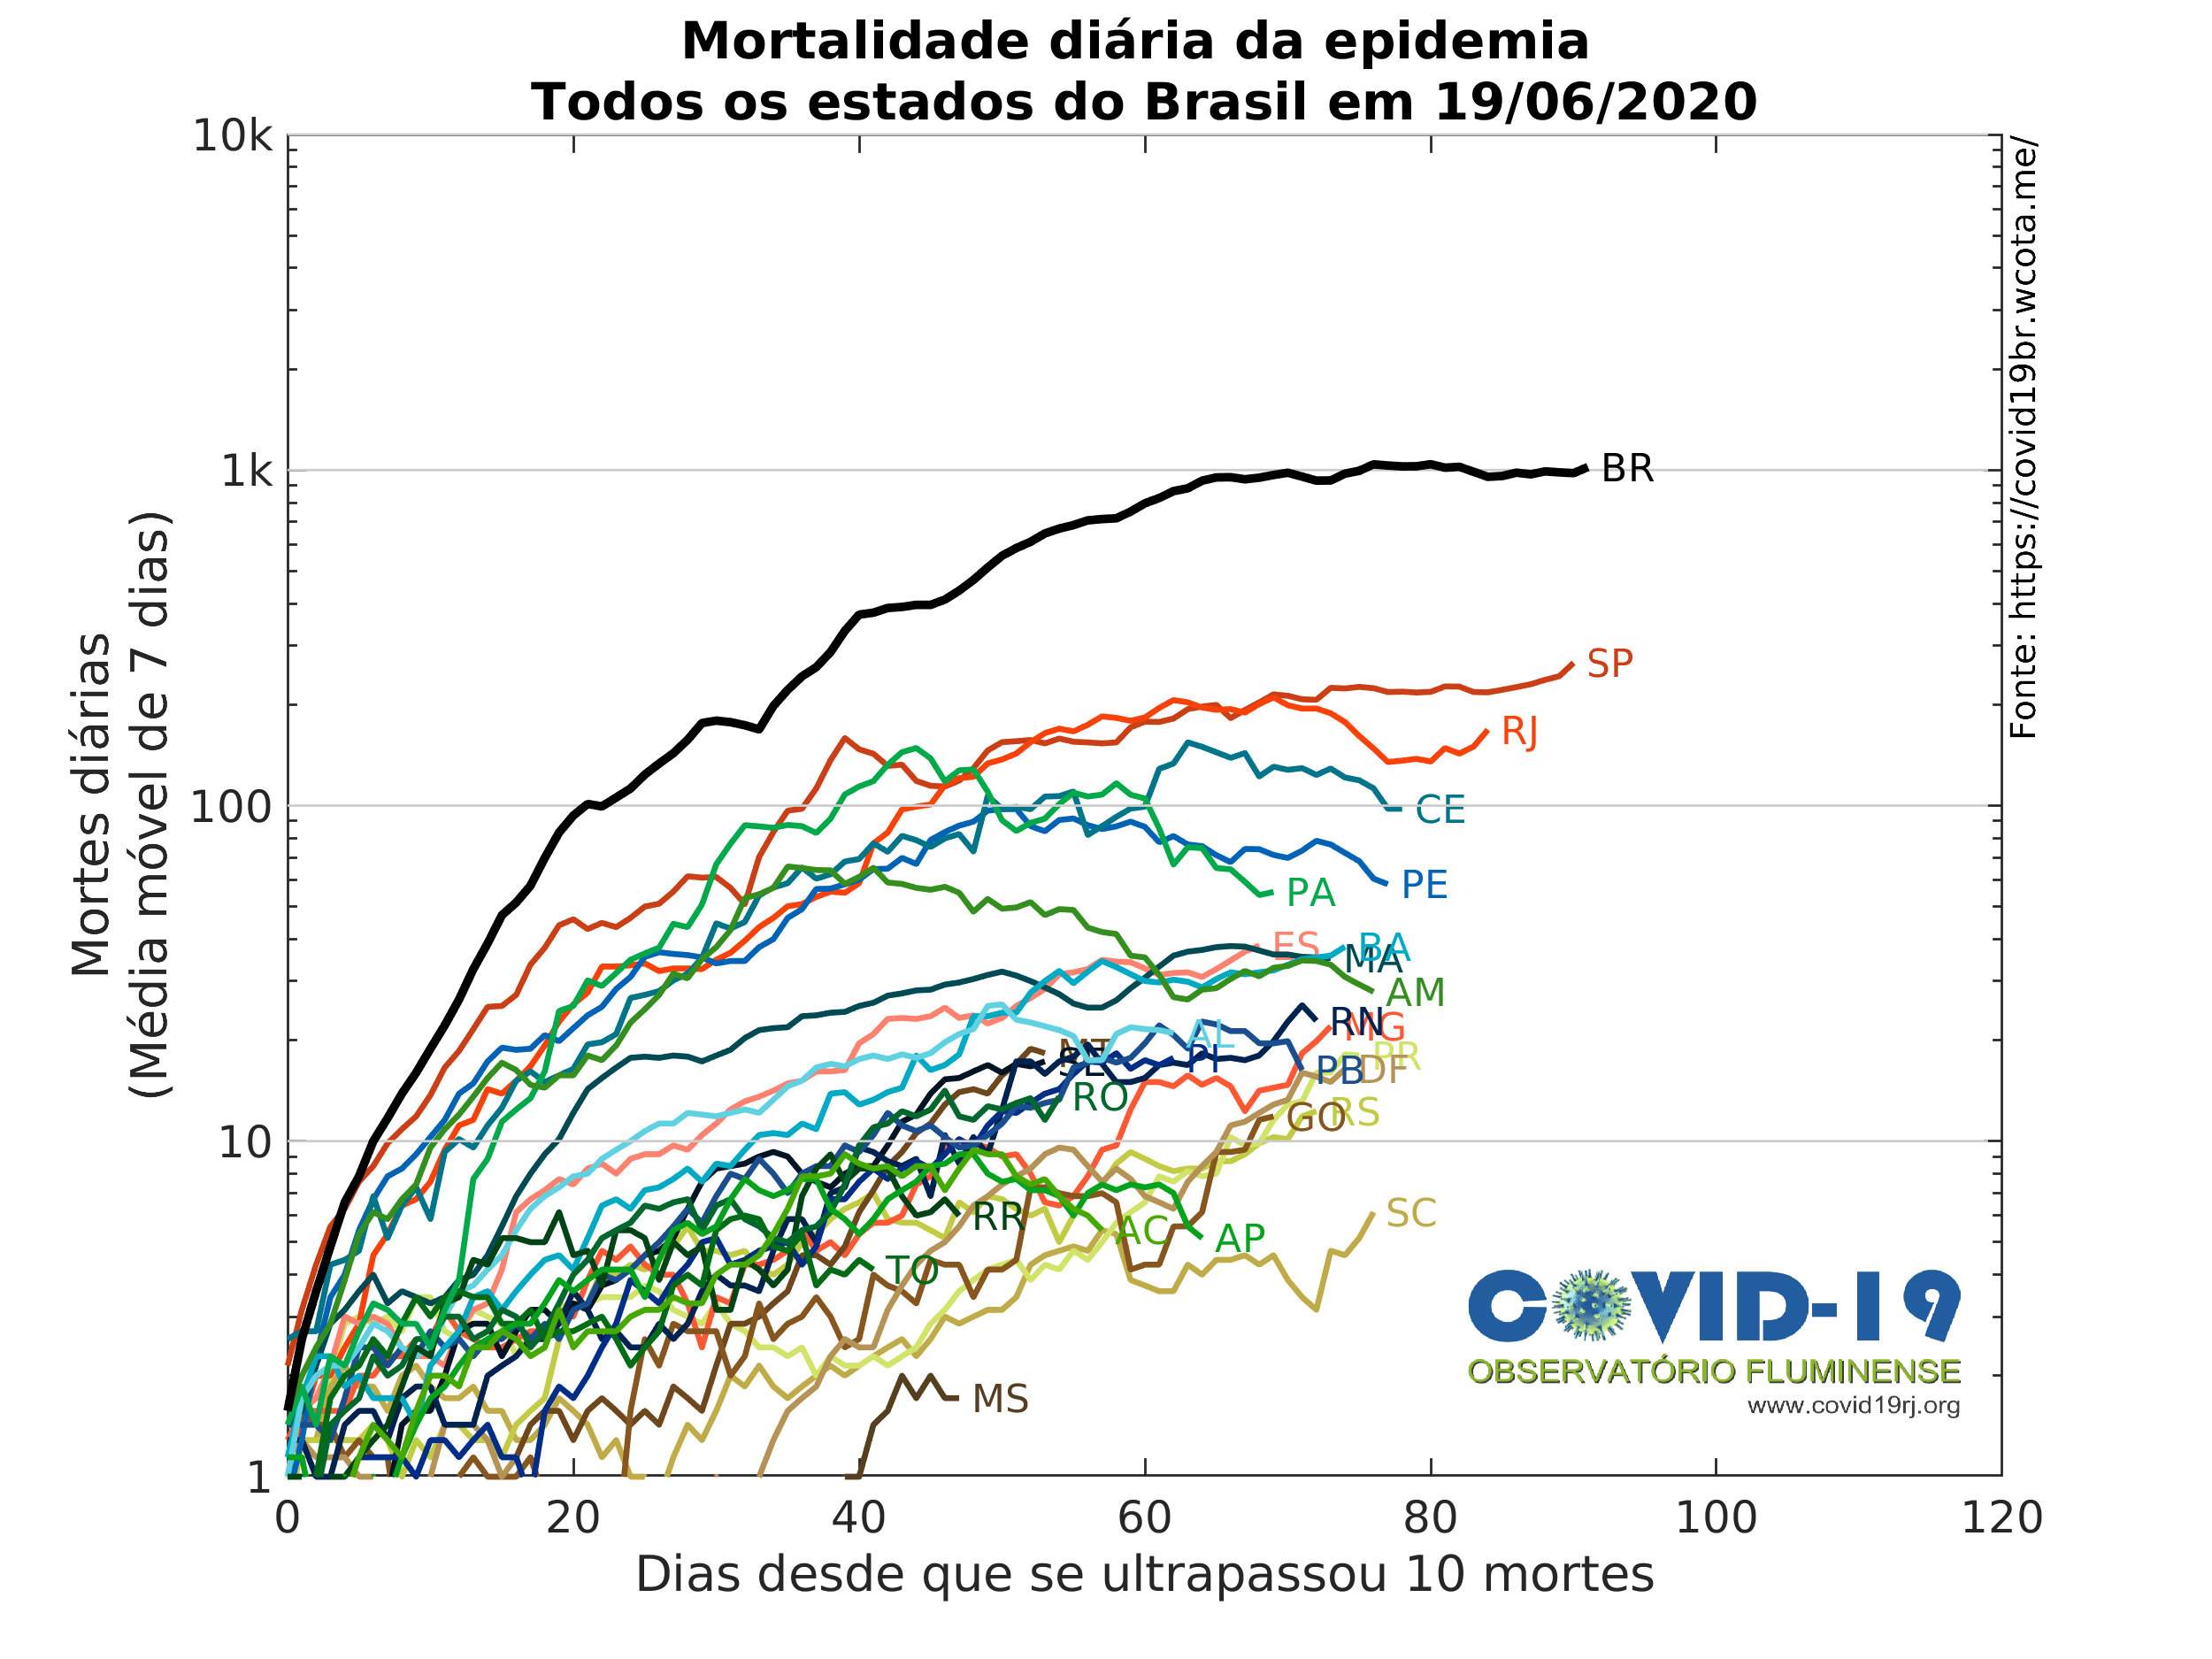 Mortalidade diária da epidemia
Todos os estados do Brasil em 19/06/2020
Mortes diárias
(Média móvel de 7 dias)
10k
1k
100
10
1
0
20
40
60
80
100
120
Dias desde que se ultrapassou 10 mortes
Fonte: https://covid19br.wcota.me/
BR
SP
RJ
CE
PE
PA
ES
BA
MA
AM
RN
MG
AL
MT
SE
PI
PR
PB
DF
RO
GO
RS
RR
AC
AP
SC
TO
MS
COVID-19
OBSERVATÓRIO FLUMINENSE
www.covid19rj.org